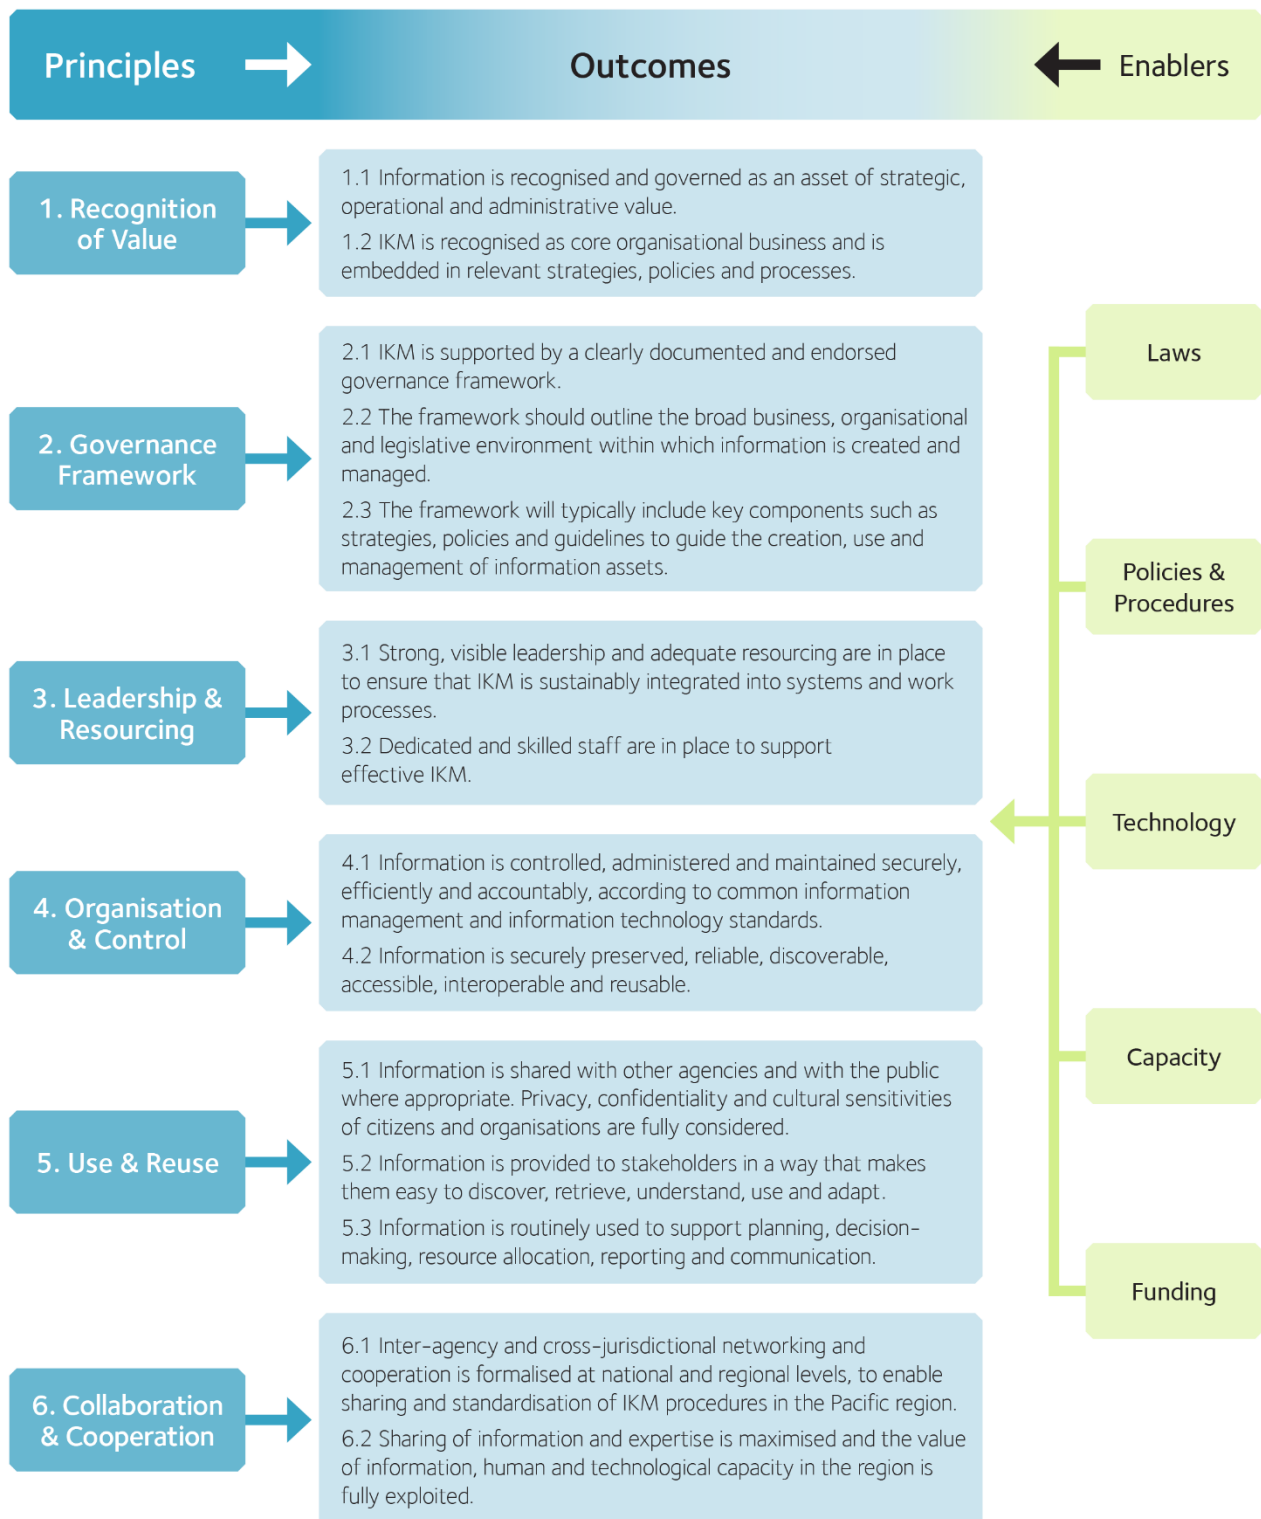 Principles
Outcomes
Enablers
1. Recognition
of Value
1.1 Information is recognised and governed as an asset of strategic,
operational and administrative value.
1.2 IKM is recognised as core organisational business and is
embedded in relevant strategies, policies and processes.
2. Governance
Framework
2.1 IKM is supported by a clearly documented and endorsed
governance framework.
2.2 The framework should outline the broad business, organisational
and legislative environment within which information is created and
managed.
2.3 The framework will typically include key components such as
strategies, policies and guidelines to guide the creation, use and
management of information assets.
3. Leadership &
Resourcing
3.1 Strong, visible leadership and adequate resourcing are in place
to ensure that IKM is sustainably integrated into systems and work
processes.
3.2 Dedicated and skilled staff are in place to support
effective IKM.
4. Organisation
& Control
4.1 Information is controlled, administered and maintained securely,
efficiently and accountably, according to common information
management and information technology standards.
4.2 Information is securely preserved, reliable, discoverable,
accessible, interoperable and reusable.
5. Use & Reuse
5.1 Information is shared with other agencies and with the public
where appropriate. Privacy, confidentiality and cultural sensitivities
of citizens and organisations are fully considered.
5.2 Information is provided to stakeholders in a way that makes
them easy to discover, retrieve, understand, use and adapt.
5.3 Information is routinely used to support planning, decision-
making, resource allocation, reporting and communication.
6. Collaboration
& Cooperation
6.1 Inter-agency and cross-jurisdictional networking and
cooperation is formalised at national and regional levels, to enable
sharing and standardisation of IKM procedures in the Pacific region.
6.2 Sharing of information and expertise is maximised and the value
of information, human and technological capacity in the region is
fully exploited.
Laws
Policies &
Procedures
Technology
Capacity
Funding